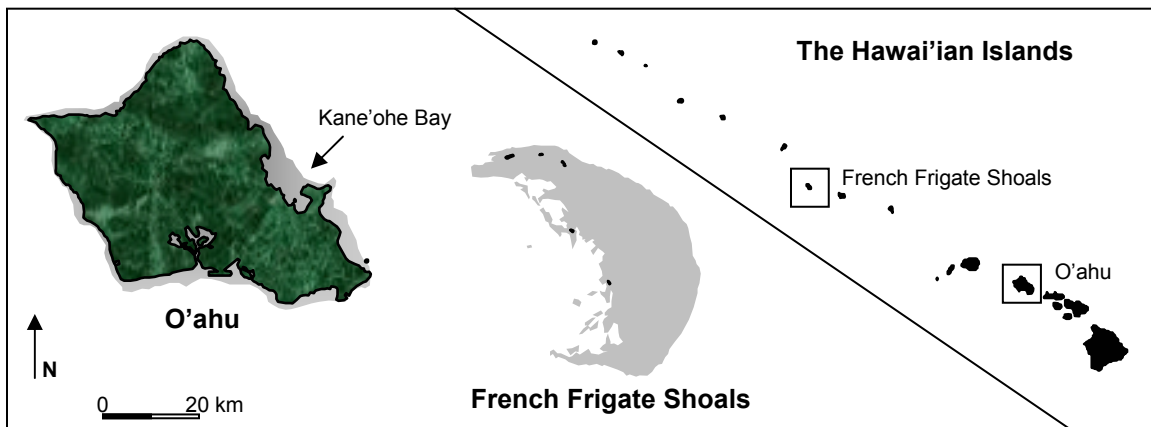 The Hawai'ian Islands
Kane'ohe Bay
French Frigate Shoals
O'ahu
O'ahu
N
0 20 km
French Frigate Shoals